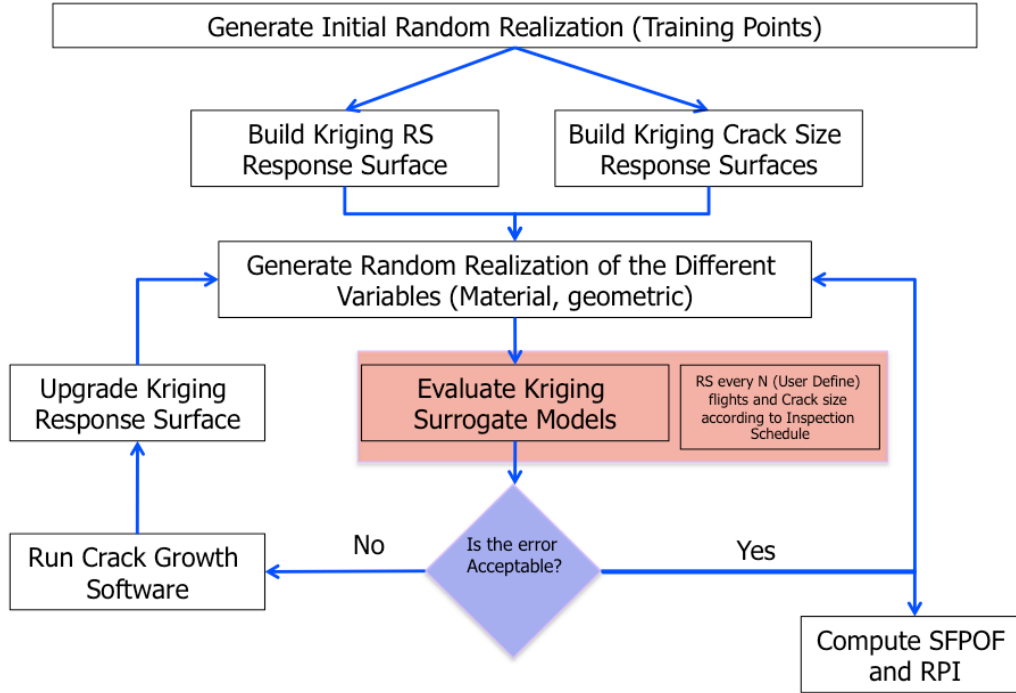 Generate Initial Random Realization (Training Points)
Build Kriging RS
Response Surface
Build Kriging Crack Size
Response Surfaces
Generate Random Realization of the Different
Variables (Material, geometric)
Upgrade Kriging
Response Surface
Evaluate Kriging
Surrogate Models
RS every N (User Define)
flights and Crack size
according to Inspection
Schedule
Run Crack Growth
Software
No
Is the error
Acceptable?
Yes
Compute SFPOF
and RPI